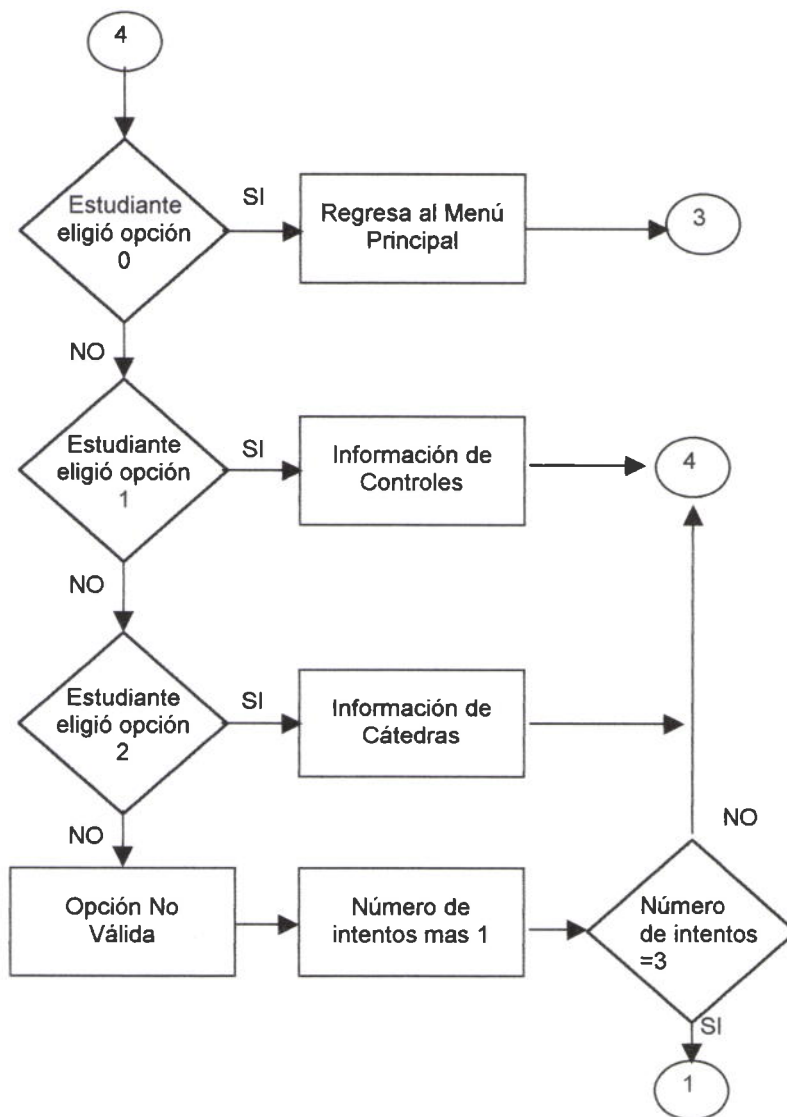 4
Estudiante
eligió opción
0
SI
Regresa al Menú
Principal
3
NO
Estudiante
eligió opción
1
SI
Información de
Controles
4
NO
Estudiante
eligió opción
2
SI
Información de
Cátedras
NO
NO
Opción No
Válida
Número de
intentos mas 1
Número
de intentos
=3
SI
1